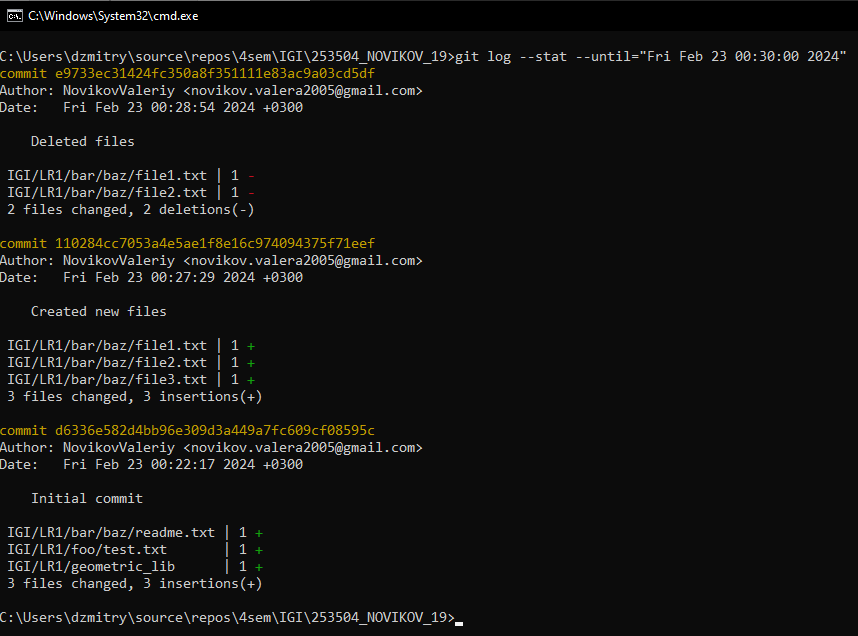 C:\Windows\System32\cmd.exe
C:\Users\dzmitry\source\repos\4sem\IGI\253504_NOVIKOV_19>git log --stat --until="Fri Feb 23 00:30:00 2024"
commit e9733ec31424fc350a8f351111e83ac9a03cd5df
Author: NovikovValeriy <novikov.valera2005@gmail.com>
Date:   Fri Feb 23 00:28:54 2024 +0300

    Deleted files

 IGI/LR1/bar/baz/file1.txt | 1 -
 IGI/LR1/bar/baz/file2.txt | 1 -
 2 files changed, 2 deletions(-)

commit 110284cc7053a4e5ae1f8e16c974094375f71eef
Author: NovikovValeriy <novikov.valera2005@gmail.com>
Date:   Fri Feb 23 00:27:29 2024 +0300

    Created new files

 IGI/LR1/bar/baz/file1.txt | 1 +
 IGI/LR1/bar/baz/file2.txt | 1 +
 IGI/LR1/bar/baz/file3.txt | 1 +
 3 files changed, 3 insertions(+)

commit d6336e582d4bb96e309d3a449a7fc609cf08595c
Author: NovikovValeriy <novikov.valera2005@gmail.com>
Date:   Fri Feb 23 00:22:17 2024 +0300

    Initial commit

 IGI/LR1/bar/baz/readme.txt | 1 +
 IGI/LR1/foo/test.txt       | 1 +
 IGI/LR1/geometric_lib      | 1 +
 3 files changed, 3 insertions(+)

C:\Users\dzmitry\source\repos\4sem\IGI\253504_NOVIKOV_19>